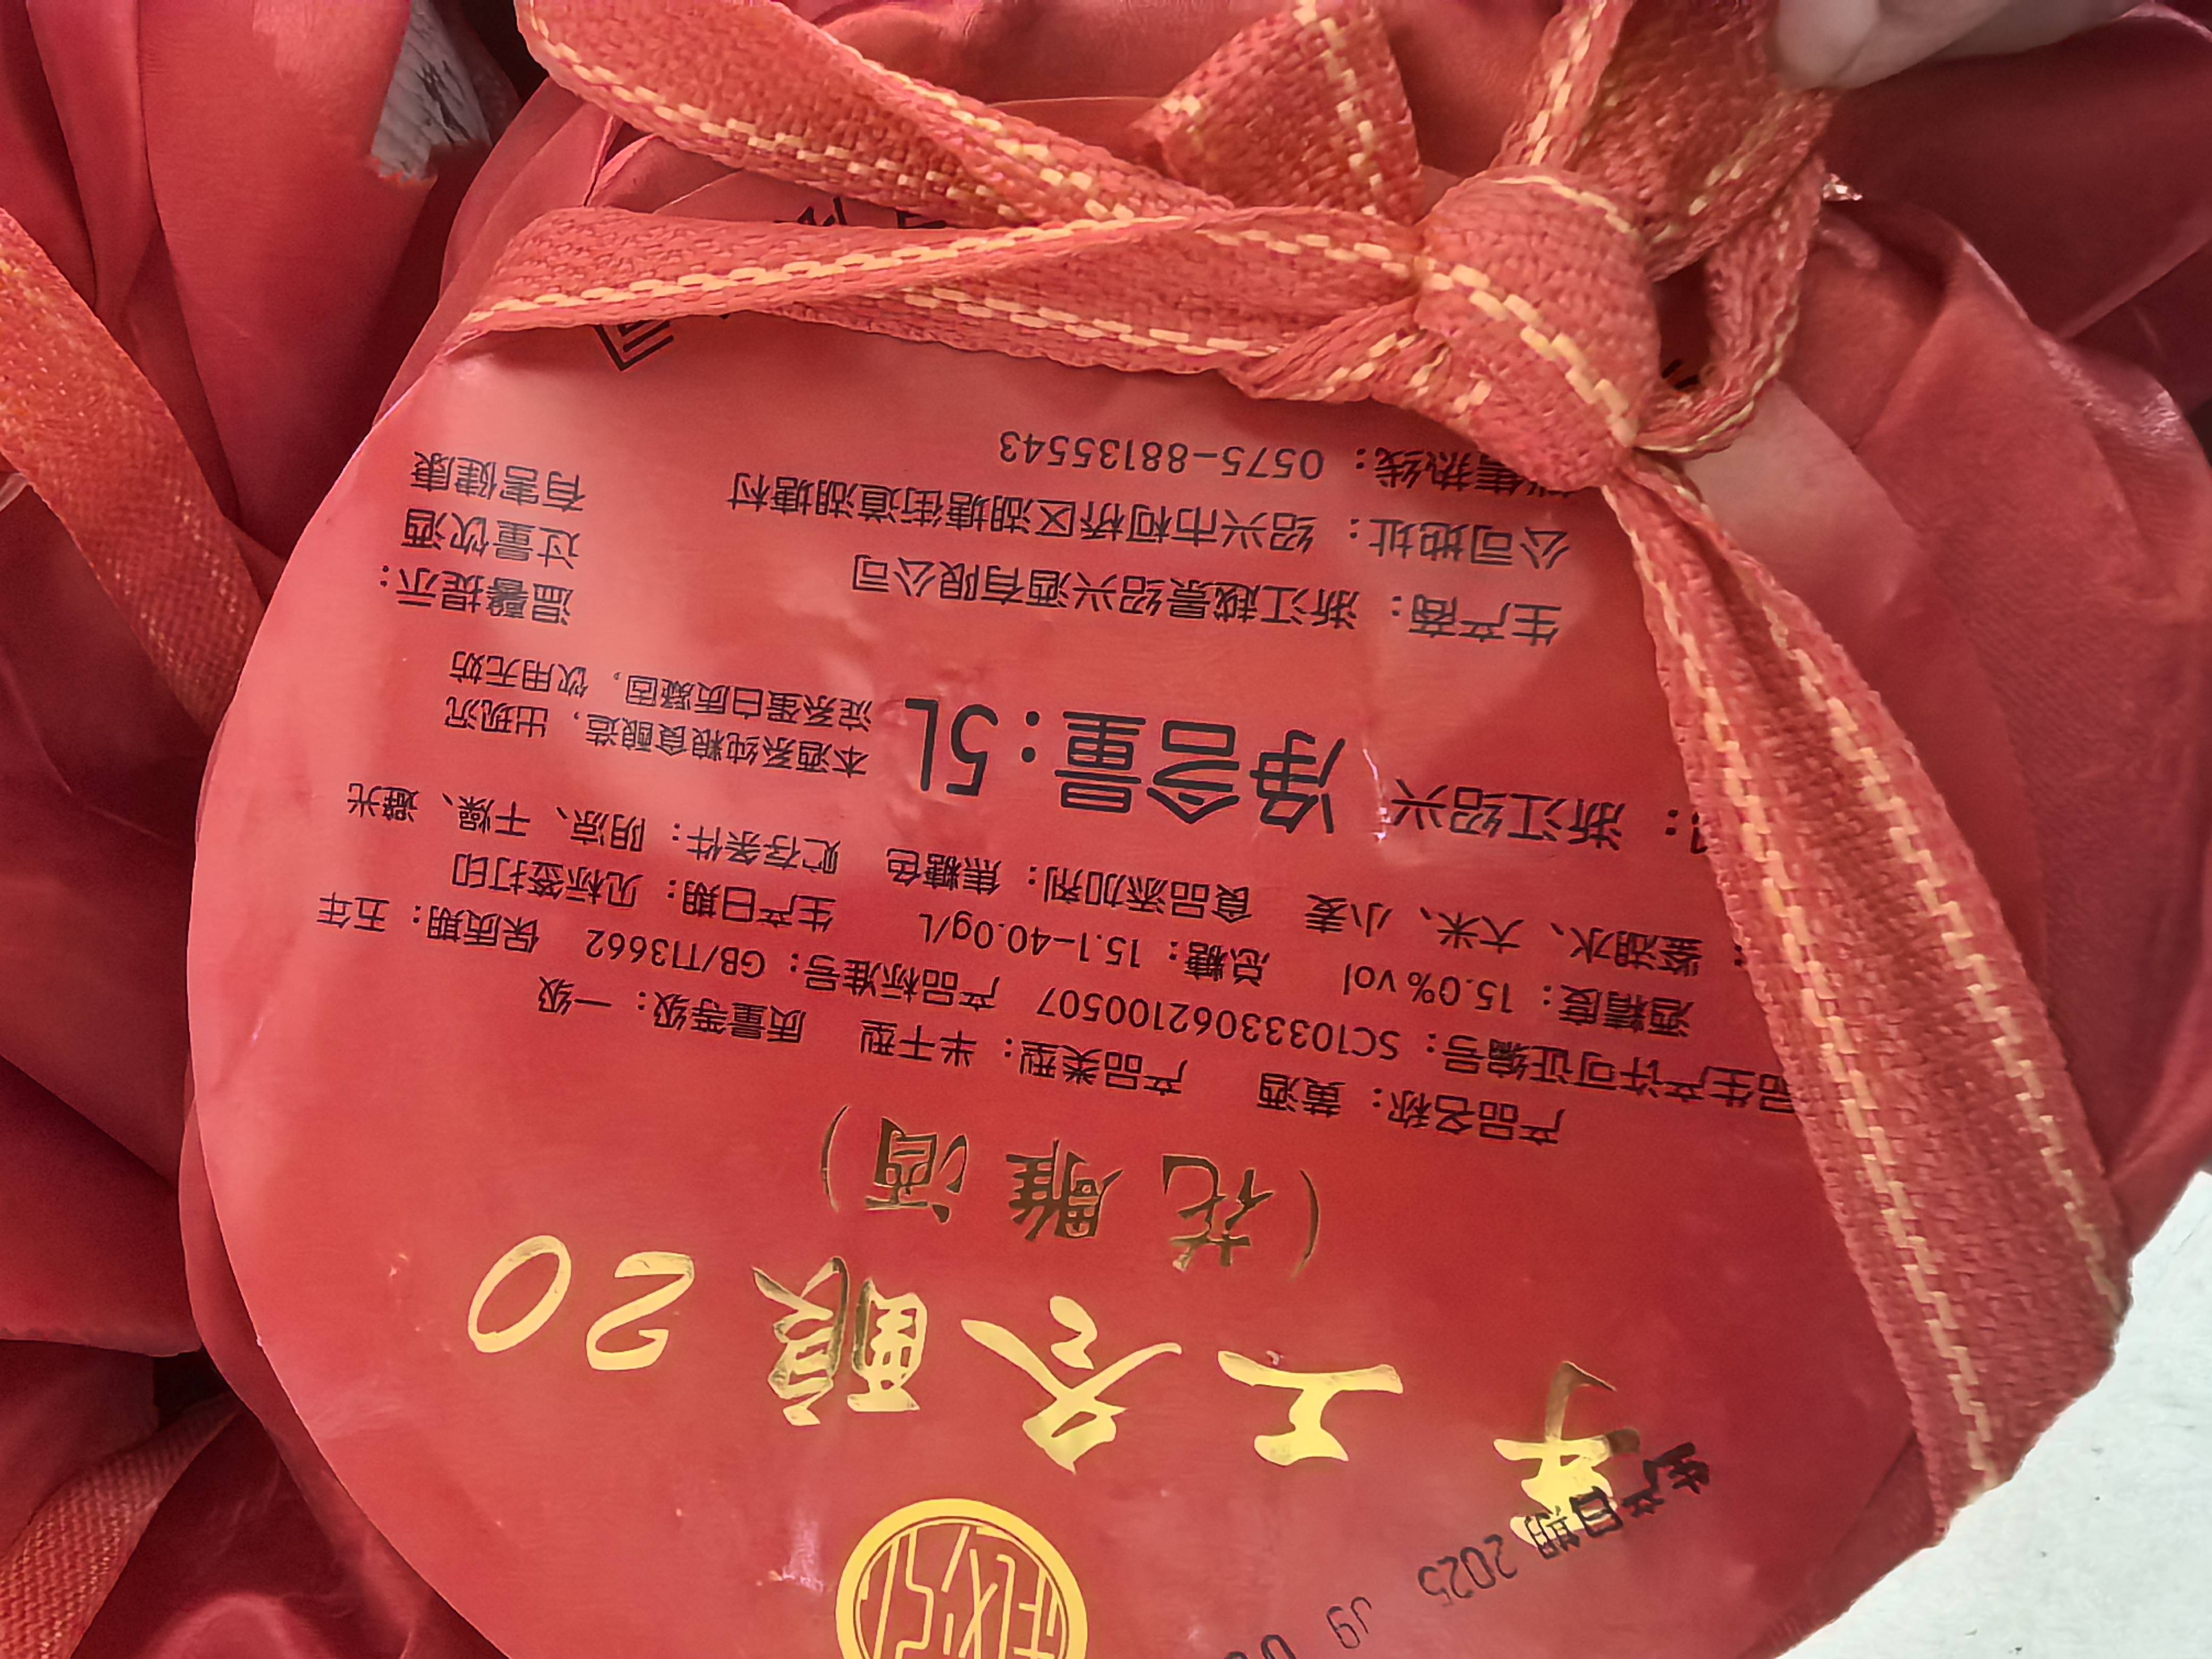 生产日期 2025
手工老酿20
（花雕酒）
产品名称：黄酒 产品类型：半干型 质量等级：一级
品生产许可证编号：SC10333062100507 产品标准号：GB/T13662 保质期：五年
酒精度：15.0%vol 总糖：15.1-40.0g/L 生产日期：见标签打印
：鉴湖水、大米、小麦 食品添加剂：焦糖色 贮存条件：阴凉、干燥、避光
：浙江绍兴
净含量：5L
本酒系纯粮食酿造，出现沉
淀系蛋白质凝固，饮用无妨
生产商：浙江越景绍兴酒有限公司
公司地址：绍兴市柯桥区湖塘街道湖塘村
售热线：0575-88135543
温馨提示：
过量饮酒
有害健康